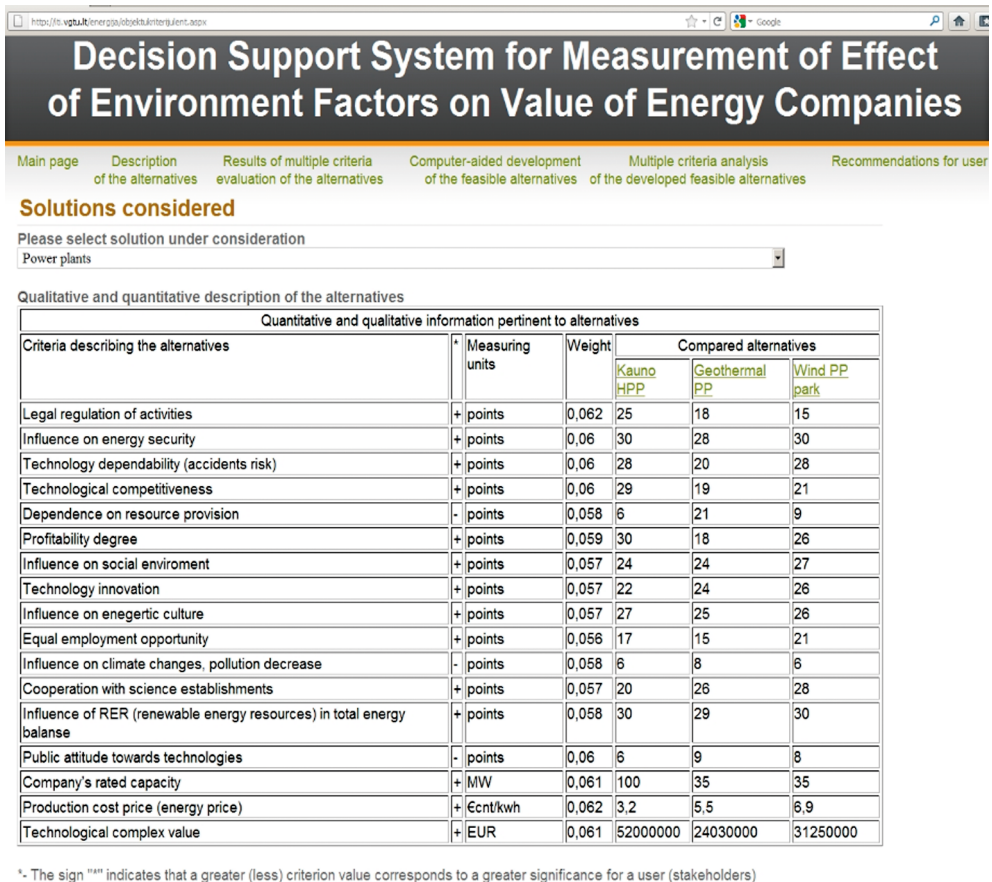 http://o.vgtu.lt/energija/objektukriterijulent.aspx Google
Decision Support System for Measurement of Effect
of Environment Factors on Value of Energy Companies
Main page Description of the alternatives Results of multiple criteria evaluation of the alternatives Computer-aided development of the feasible alternatives Multiple criteria analysis of the developed feasible alternatives Recommendations for user
Solutions considered
Please select solution under consideration
Power plants
Qualitative and quantitative description of the alternatives
Quantitative and qualitative information pertinent to alternatives
Criteria describing the alternatives * Measuring units Weight Compared alternatives
Kauno HPP Geothermal PP Wind PP park
Legal regulation of activities + points 0,062 25 18 15
Influence on energy security + points 0,06 30 28 30
Technology dependability (accidents risk) + points 0,06 28 20 28
Technological competitiveness + points 0,06 29 19 21
Dependence on resource provision - points 0,058 6 21 9
Profitability degree + points 0,059 30 18 26
Influence on social enviroment + points 0,057 24 24 27
Technology innovation + points 0,057 22 24 26
Influence on enegertic culture + points 0,057 27 25 26
Equal employment opportunity + points 0,056 17 15 21
Influence on climate changes, pollution decrease - points 0,058 6 8 6
Cooperation with science establishments + points 0,057 20 26 28
Influence of RER (renewable energy resources) in total energy
balanse + points 0,058 30 29 30
Public attitude towards technologies - points 0,06 6 9 8
Company's rated capacity + MW 0,061 100 35 35
Production cost price (energy price) + €cnt/kwh 0,062 3,2 5,5 6,9
Technological complex value + EUR 0,061 52000000 24030000 31250000
*- The sign "*" indicates that a greater (less) criterion value corresponds to a greater significance for a user (stakeholders)